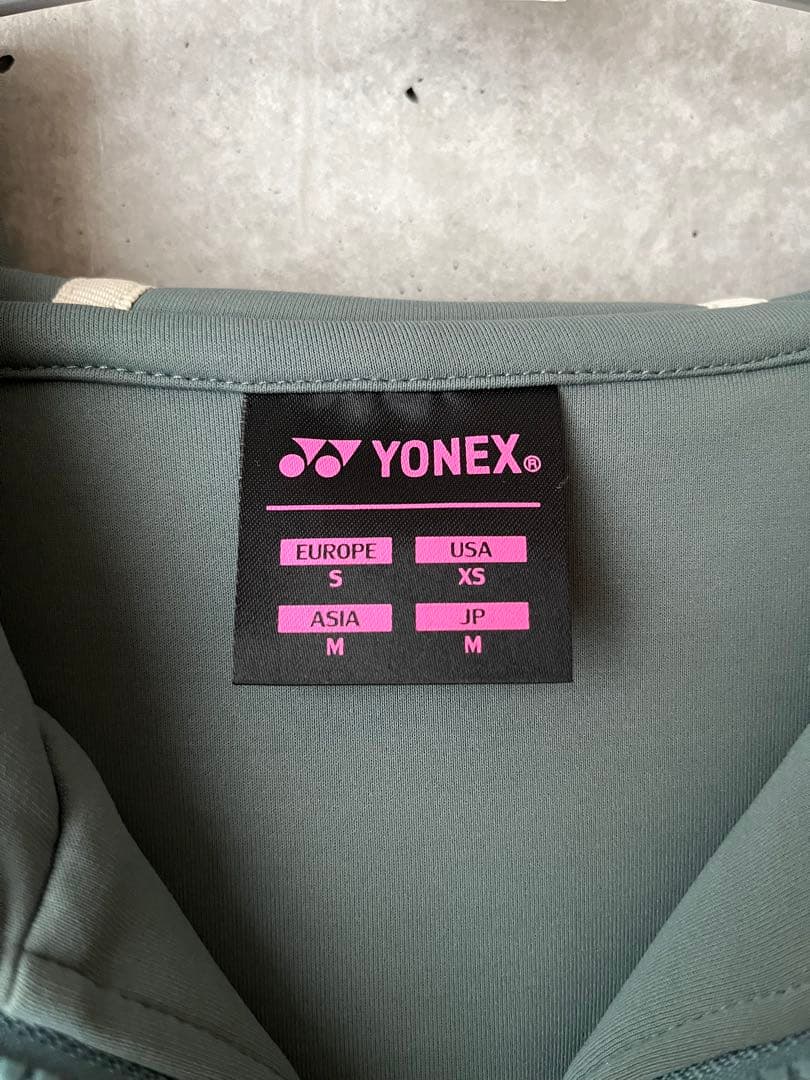 YONEX®
EUROPE USA
S XS
ASIA JP
M M